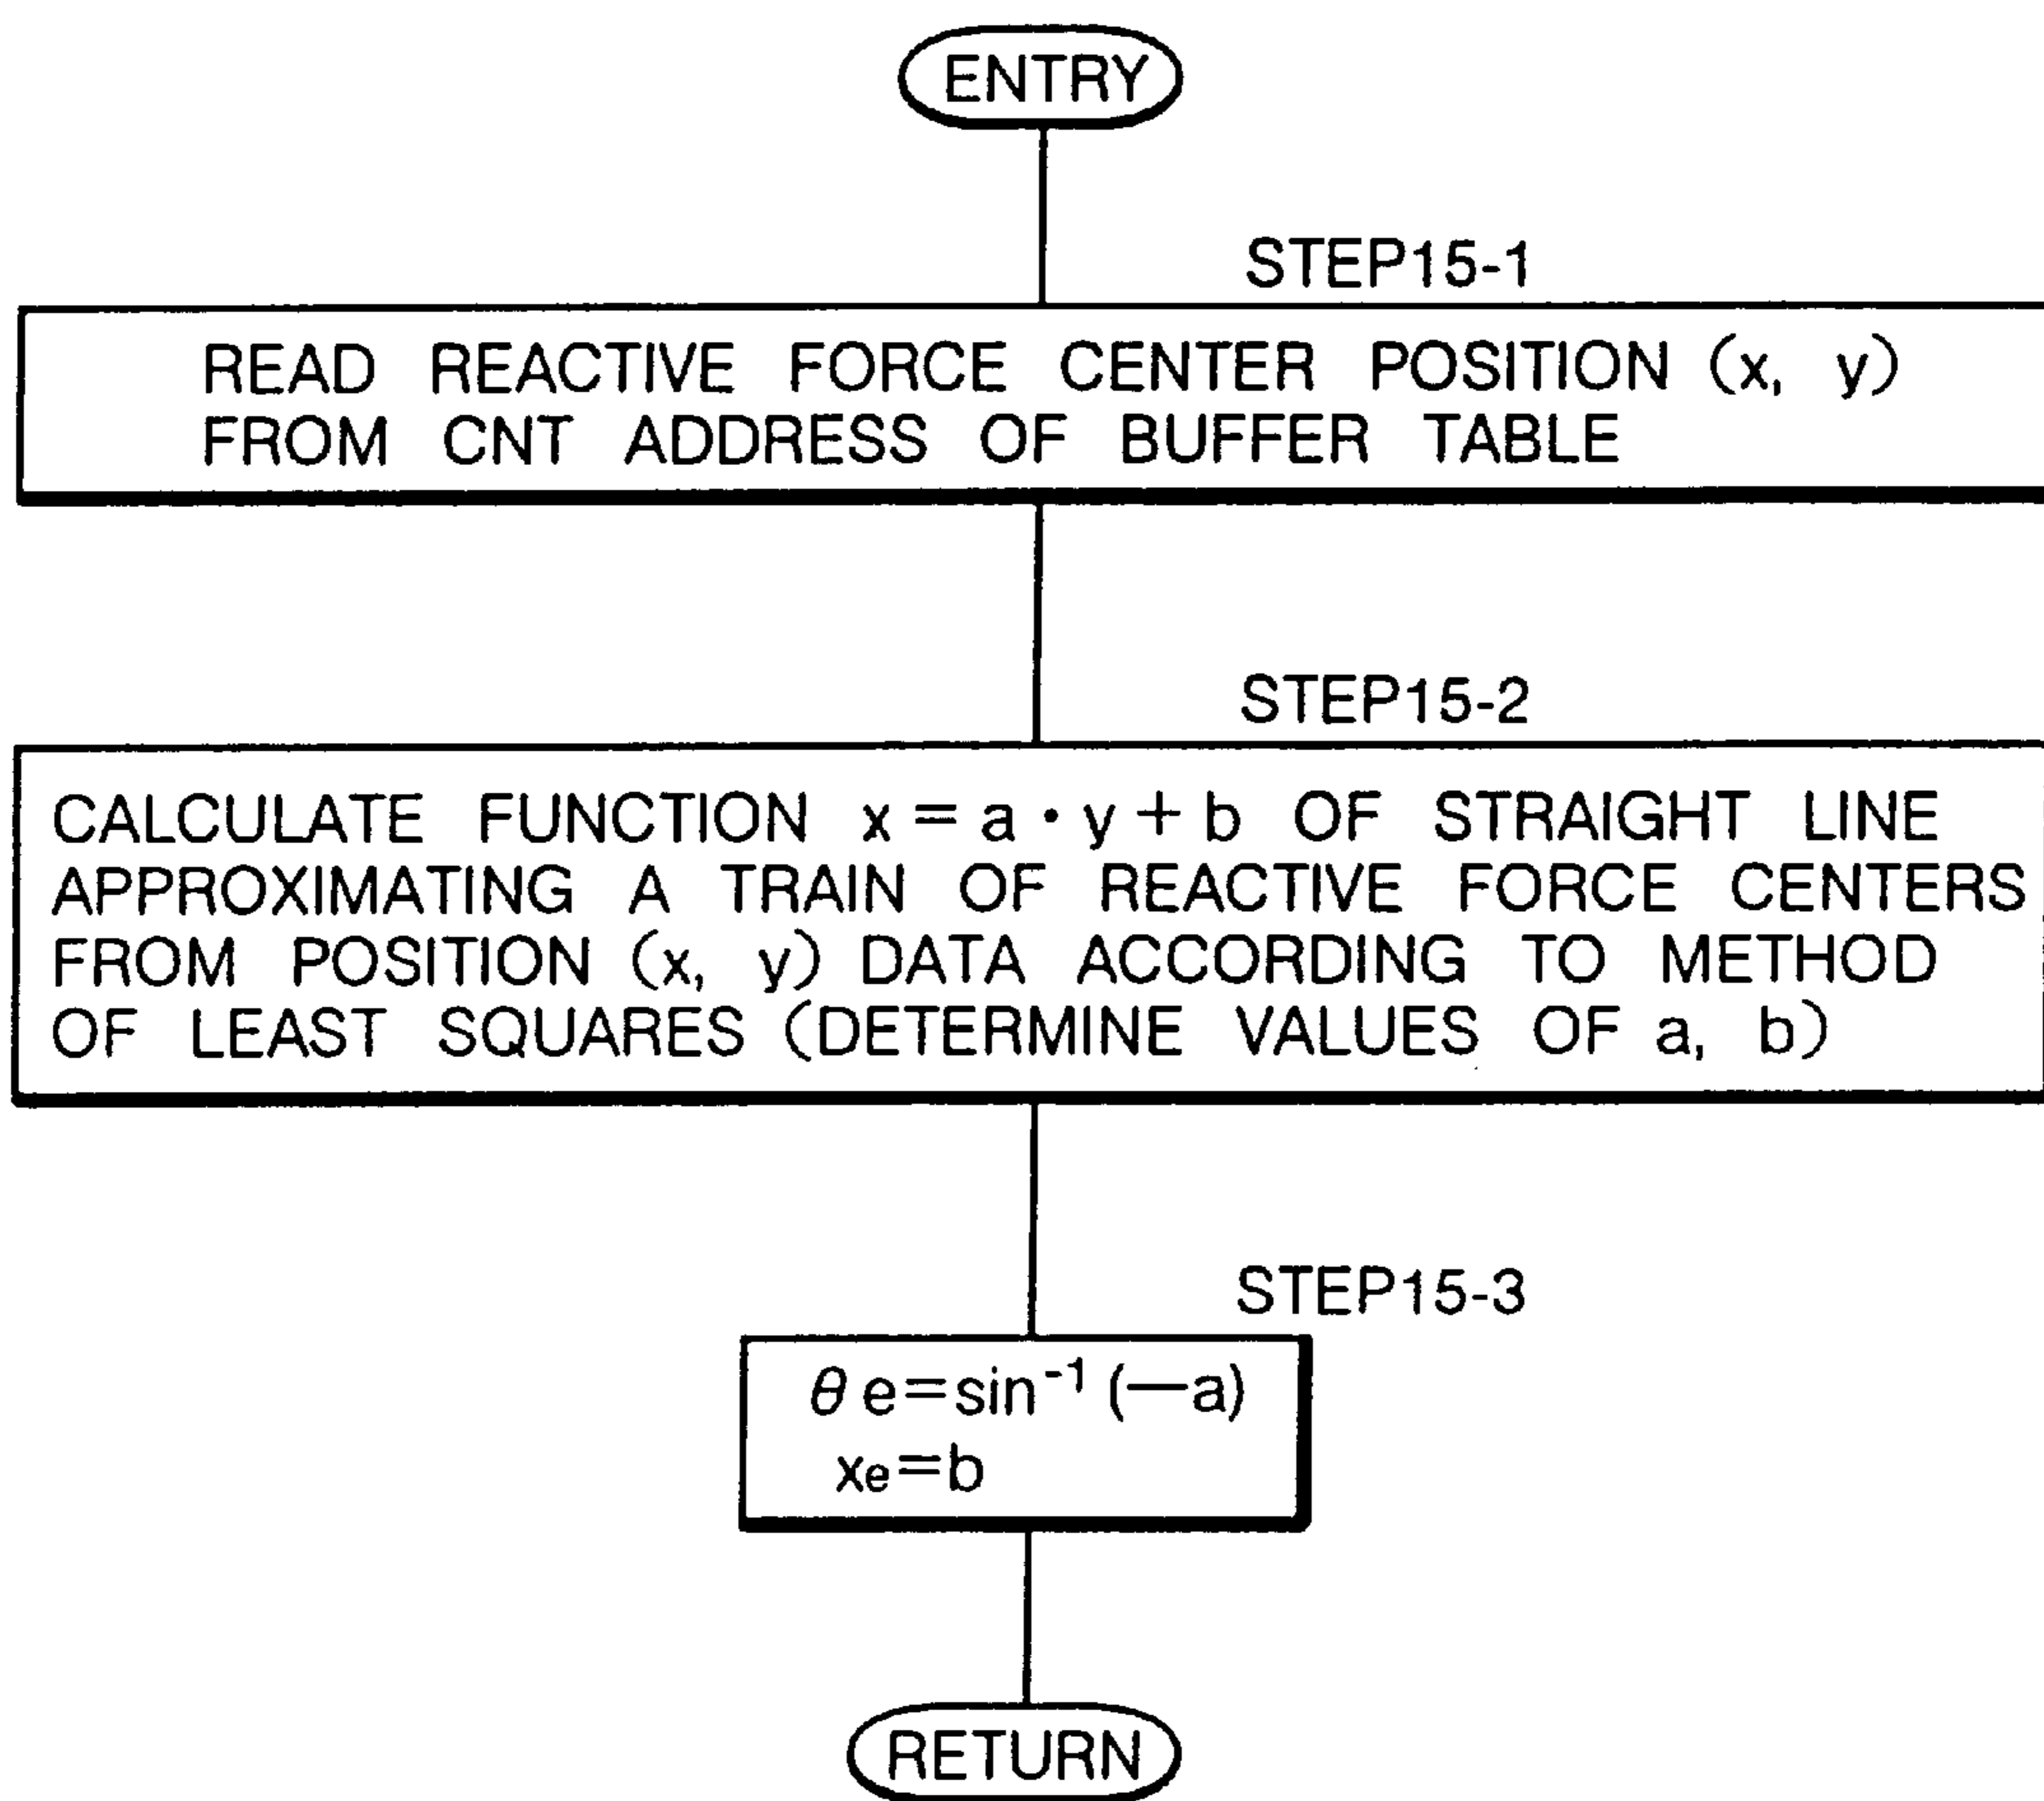 ENTRY
STEP15-1
READ REACTIVE FORCE CENTER POSITION (x, y)
FROM CNT ADDRESS OF BUFFER TABLE
STEP15-2
CALCULATE FUNCTION x = a · y + b OF STRAIGHT LINE
APPROXIMATING A TRAIN OF REACTIVE FORCE CENTERS
FROM POSITION (x, y) DATA ACCORDING TO METHOD
OF LEAST SQUARES (DETERMINE VALUES OF a, b)
STEP15-3
θ e=sin⁻¹ (—a)
xₑ=b
RETURN